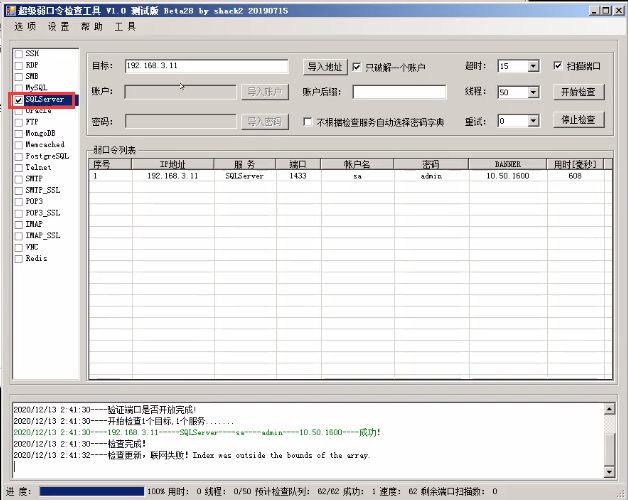 超级弱口令检查工具 V1.0 测试版 Beta28 by shack2 20190715
选项 设置 帮助 工具
SSH
RDP
SMB
MySQL
SQLServer
Oracle
FTP
MongoDB
Memcached
PostgreSQL
Telnet
SMTP
SMTP_SSL
POP3
POP3_SSL
IMAP
IMAP_SSL
VNC
Redis
目标: 192.168.3.11 导入地址 只破解一个账户 超时: 15 扫描端口
账户: 导入账户 账户后缀: 线程: 50 开始检查
密码: 导入密码 不根据检查服务自动选择密码字典 重试: 0 停止检查
弱口令列表
序号 IP地址 服务 端口 帐户名 密码 BANNER 用时[毫秒]
1 192.168.3.11 SQLServer 1433 sa admin 10.50.1600 608
2020/12/13 2:41:30----验证端口是否开放完成!
2020/12/13 2:41:30----开始检查1个目标,1个服务.......
2020/12/13 2:41:30----192.168.3.11-----SQLServer----sa----admin----10.50.1600----成功!
2020/12/13 2:41:30----检查完成!
2020/12/13 2:41:32----检查更新,联网失败!Index was outside the bounds of the array.
进度: 100% 用时: 0 线程: 0/50 预计检查队列: 62/62 成功: 1 速度: 62 剩余端口扫描数: 0